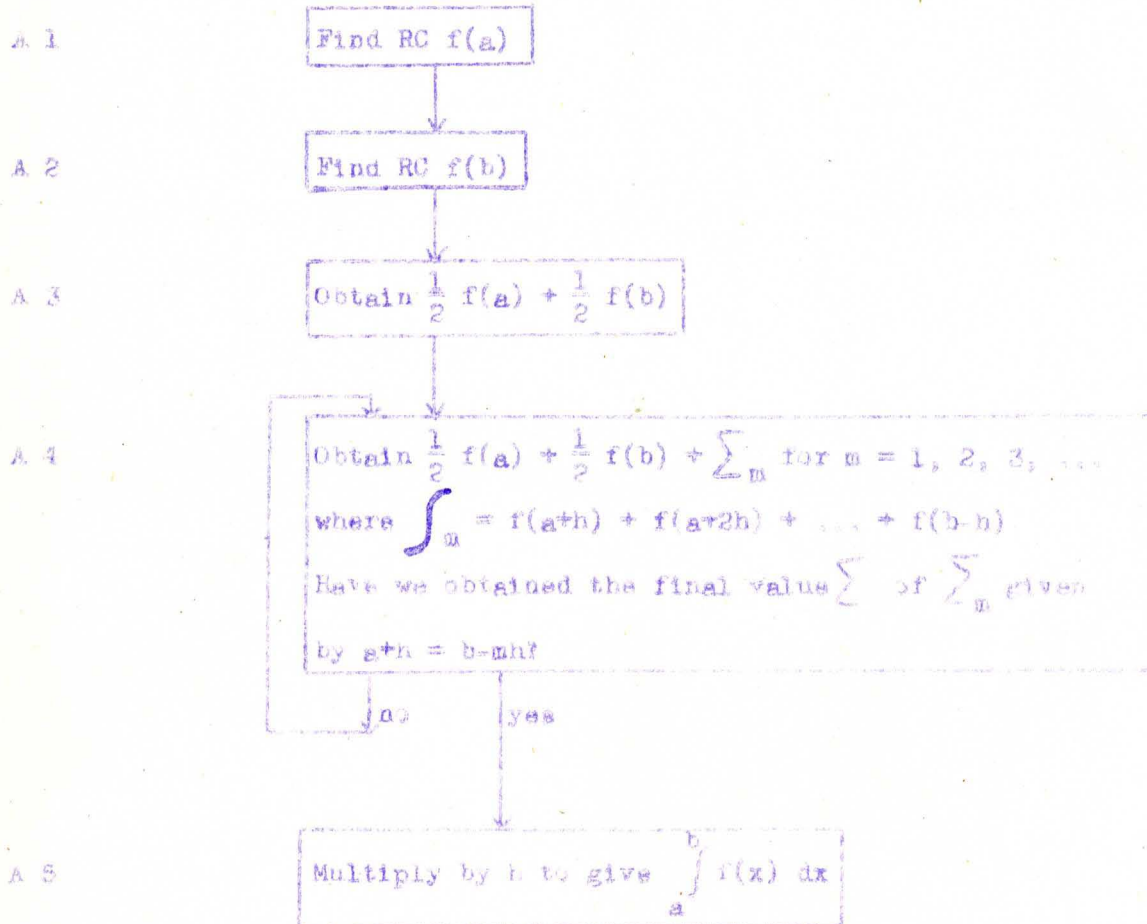 A 1 Find RC f(a)
A 2 Find RC f(b)
A 3 Obtain 1/2 f(a) + 1/2 f(b)
A 4 Obtain 1/2 f(a) + 1/2 f(b) + ∑m for m = 1, 2, 3, ...
where ∫m = f(a+h) + f(a+2h) + ... + f(b-h)
Have we obtained the final value ∑ of ∑m given
by a+h = b-mh?
no yes
A 5 Multiply by h to give ∫ₐᵇ f(x) dx